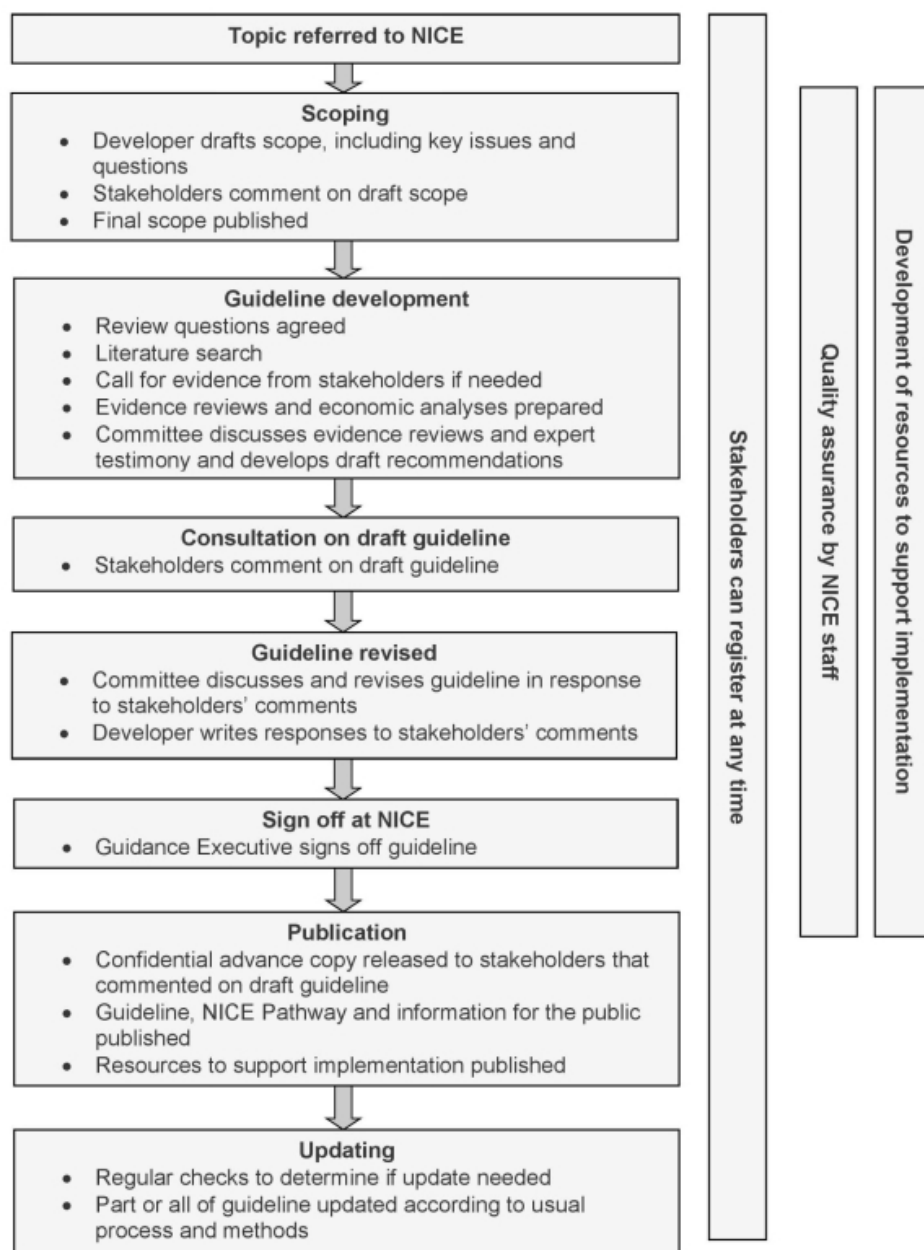 Topic referred to NICE
Scoping
• Developer drafts scope, including key issues and
questions
• Stakeholders comment on draft scope
• Final scope published
Guideline development
• Review questions agreed
• Literature search
• Call for evidence from stakeholders if needed
• Evidence reviews and economic analyses prepared
• Committee discusses evidence reviews and expert
testimony and develops draft recommendations
Consultation on draft guideline
• Stakeholders comment on draft guideline
Guideline revised
• Committee discusses and revises guideline in response
to stakeholders’ comments
• Developer writes responses to stakeholders’ comments
Sign off at NICE
• Guidance Executive signs off guideline
Publication
• Confidential advance copy released to stakeholders that
commented on draft guideline
• Guideline, NICE Pathway and information for the public
published
• Resources to support implementation published
Updating
• Regular checks to determine if update needed
• Part or all of guideline updated according to usual
process and methods
Stakeholders can register at any time
Quality assurance by NICE staff
Development of resources to support implementation